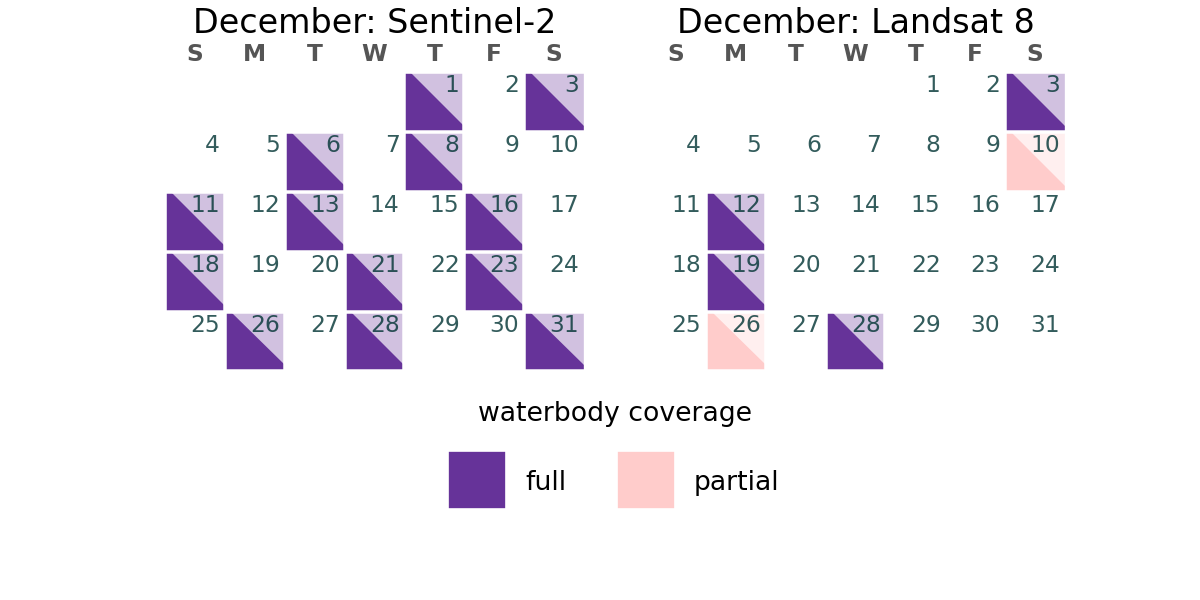 December: Sentinel-2
S M T W T F S
1 2 3
4 5 6 7 8 9 10
11 12 13 14 15 16 17
18 19 20 21 22 23 24
25 26 27 28 29 30 31
December: Landsat 8
S M T W T F S
1 2 3
4 5 6 7 8 9 10
11 12 13 14 15 16 17
18 19 20 21 22 23 24
25 26 27 28 29 30 31
waterbody coverage
full
partial